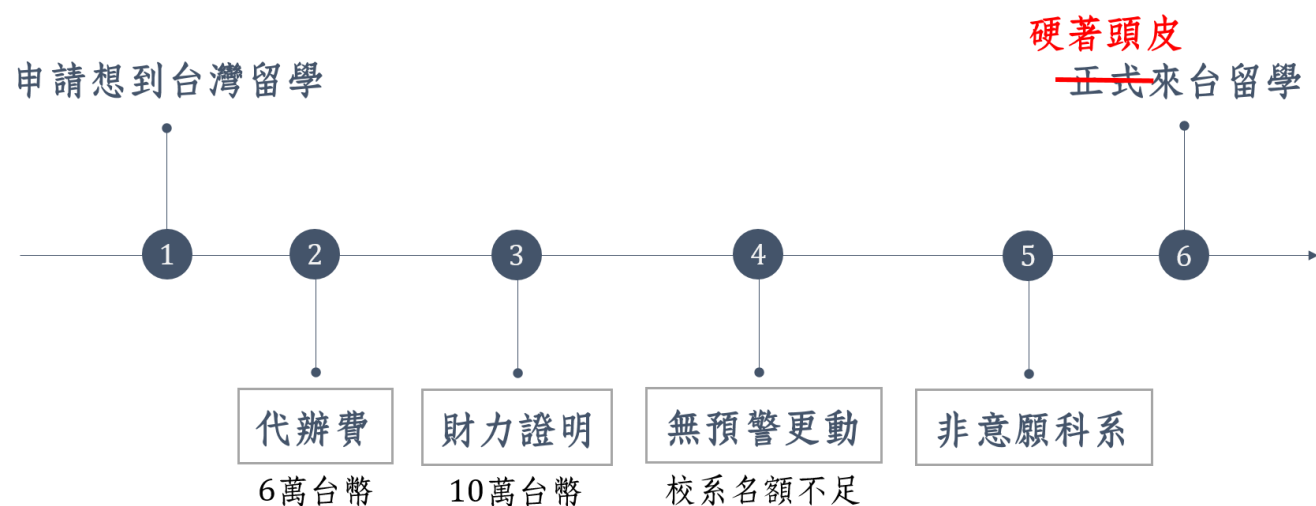 硬著頭皮
申請想到台灣留學
正式來台留學
1
2
3
4
5
6
代辦費
財力證明
無預警更動
非意願科系
6萬台幣
10萬台幣
校系名額不足